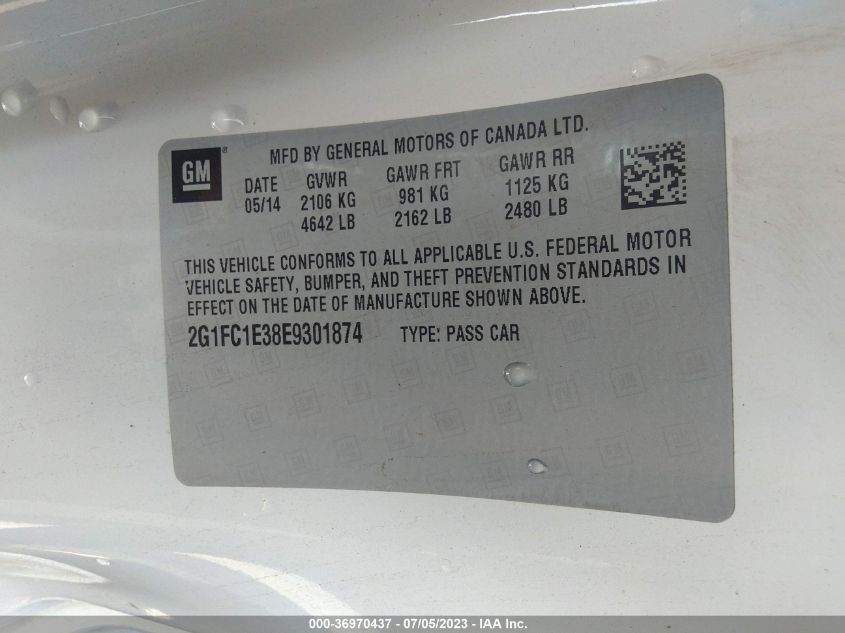 GM®
MFD BY GENERAL MOTORS OF CANADA LTD.
DATE GVWR GAWR FRT GAWR RR
05/14 2106 KG 981 KG 1125 KG
4642 LB 2162 LB 2480 LB
THIS VEHICLE CONFORMS TO ALL APPLICABLE U.S. FEDERAL MOTOR
VEHICLE SAFETY, BUMPER, AND THEFT PREVENTION STANDARDS IN
EFFECT ON THE DATE OF MANUFACTURE SHOWN ABOVE.
2G1FC1E38E9301874 TYPE: PASS CAR
000-36970437 - 07/05/2023 - IAA Inc.